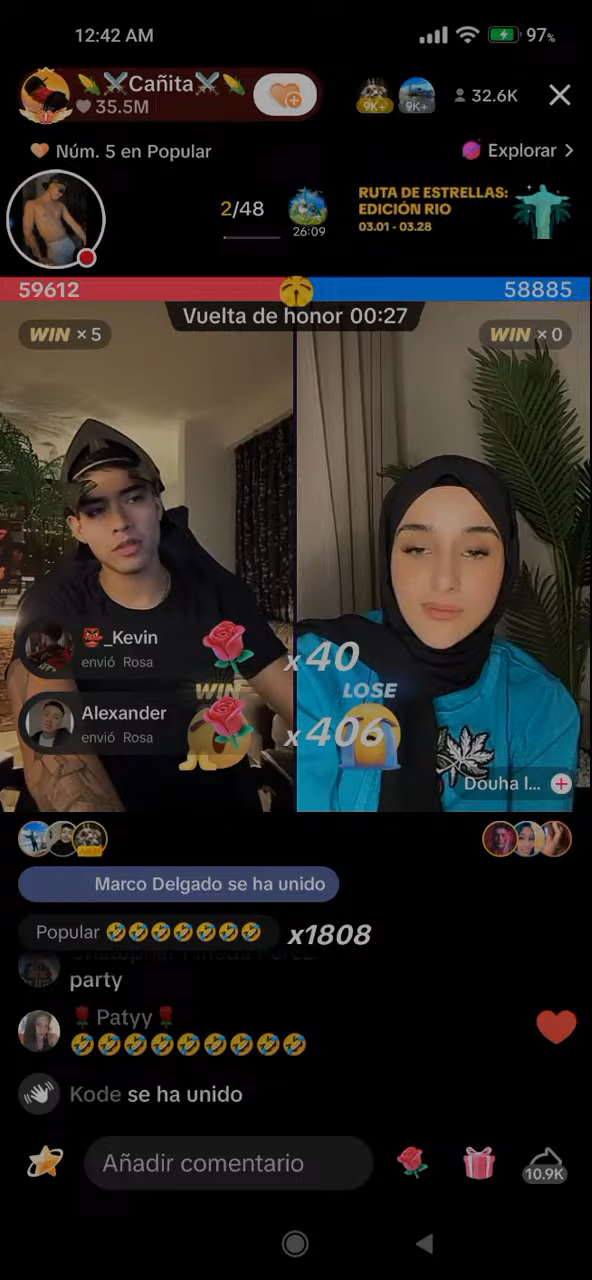 12:42 AM
97%
🌽⚔️Cañita⚔️🌽
35.5M
9K+
9K+
32.6K
Núm. 5 en Popular
Explorar >
2/48
26:09
RUTA DE ESTRELLAS:
EDICIÓN RIO
03.01 - 03.28
59612
58885
Vuelta de honor 00:27
WIN × 5
WIN × 0
👺_Kevin
envió Rosa
x40
WIN
LOSE
Alexander
envió Rosa
x406
Douha l...
Marco Delgado se ha unido
Popular 🤣🤣🤣🤣🤣🤣🤣 x1808
party
🌹Patyy🌹
🤣🤣🤣🤣🤣🤣🤣🤣🤣
Kode se ha unido
Añadir comentario
10.9K